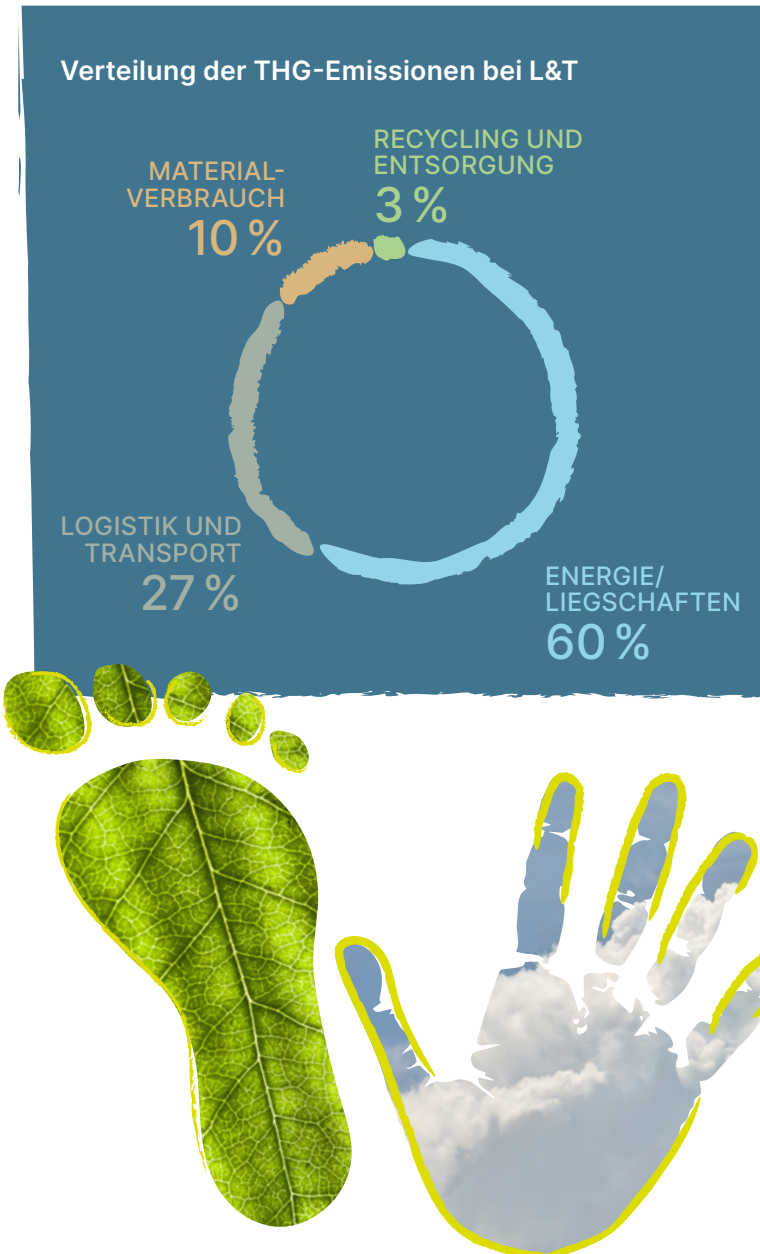 Verteilung der THG-Emissionen bei L&T
RECYCLING UND
ENTSORGUNG
3 %
MATERIAL-
VERBRAUCH
10 %
LOGISTIK UND
TRANSPORT
27 %
ENERGIE/
LIEGSCHAFTEN
60 %